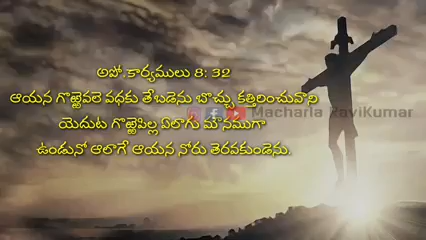 అపో.కార్యములు 8: 32
ఆయన గొఱ్ఱెవలె వధకు తేబడెను బొచ్చు కత్తిరించువాని
యెదుట గొఱ్ఱెపిల్ల ఏలాగు మౌనముగా
ఉండునో ఆలాగే ఆయన నోరు తెరవకుండెను.
Macharla RaviKumar